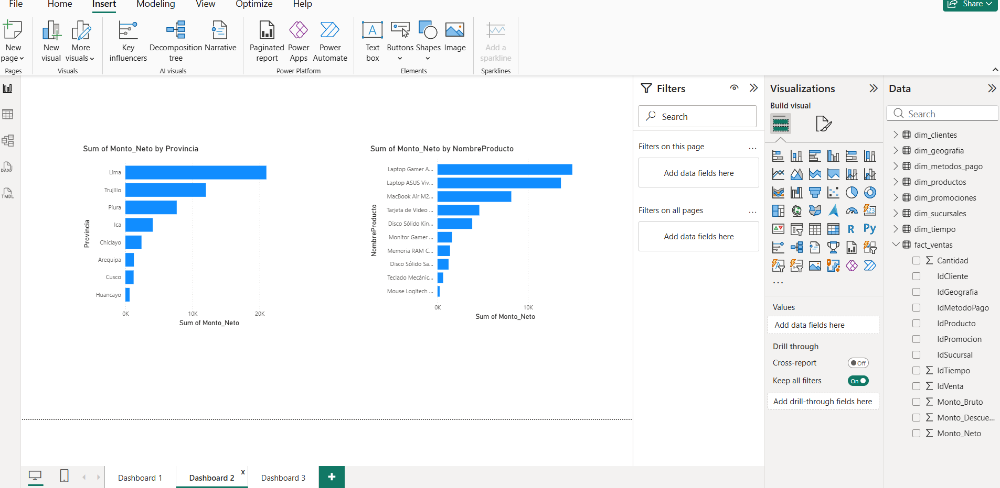 File Home Insert Modeling View Optimize Help
Share
New page
New visual
More visuals
Key influencers
Decomposition tree
Narrative
Paginated report
Power Apps
Power Automate
Text box
Buttons
Shapes
Image
Add a sparkline
Pages
Visuals
AI visuals
Power Platform
Elements
Sparklines
DAX
TMDL
Sum of Monto_Neto by Provincia
Provincia
Lima
Trujillo
Piura
Ica
Chiclayo
Arequipa
Cusco
Huancayo
0K 10K 20K
Sum of Monto_Neto
Sum of Monto_Neto by NombreProducto
NombreProducto
Laptop Gamer A...
Laptop ASUS Viv...
MacBook Air M2...
Tarjeta de Video ...
Disco Sólido Kin...
Monitor Gamer ...
Memoria RAM C...
Disco Sólido Sa...
Teclado Mecánic...
Mouse Logitech ...
0K 10K
Sum of Monto_Neto
Filters
Search
Filters on this page ...
Add data fields here
Filters on all pages ...
Add data fields here
Visualizations
Build visual
123
R Py
...
Values
Add data fields here
Drill through
Cross-report Off
Keep all filters On
Add drill-through fields here
Data
Search
dim_clientes
dim_geografia
dim_metodos_pago
dim_productos
dim_promociones
dim_sucursales
dim_tiempo
fact_ventas
Cantidad
IdCliente
IdGeografia
IdMetodoPago
IdProducto
IdPromocion
IdSucursal
IdTiempo
IdVenta
Monto_Bruto
Monto_Descue...
Monto_Neto
Dashboard 1 Dashboard 2 x Dashboard 3 +